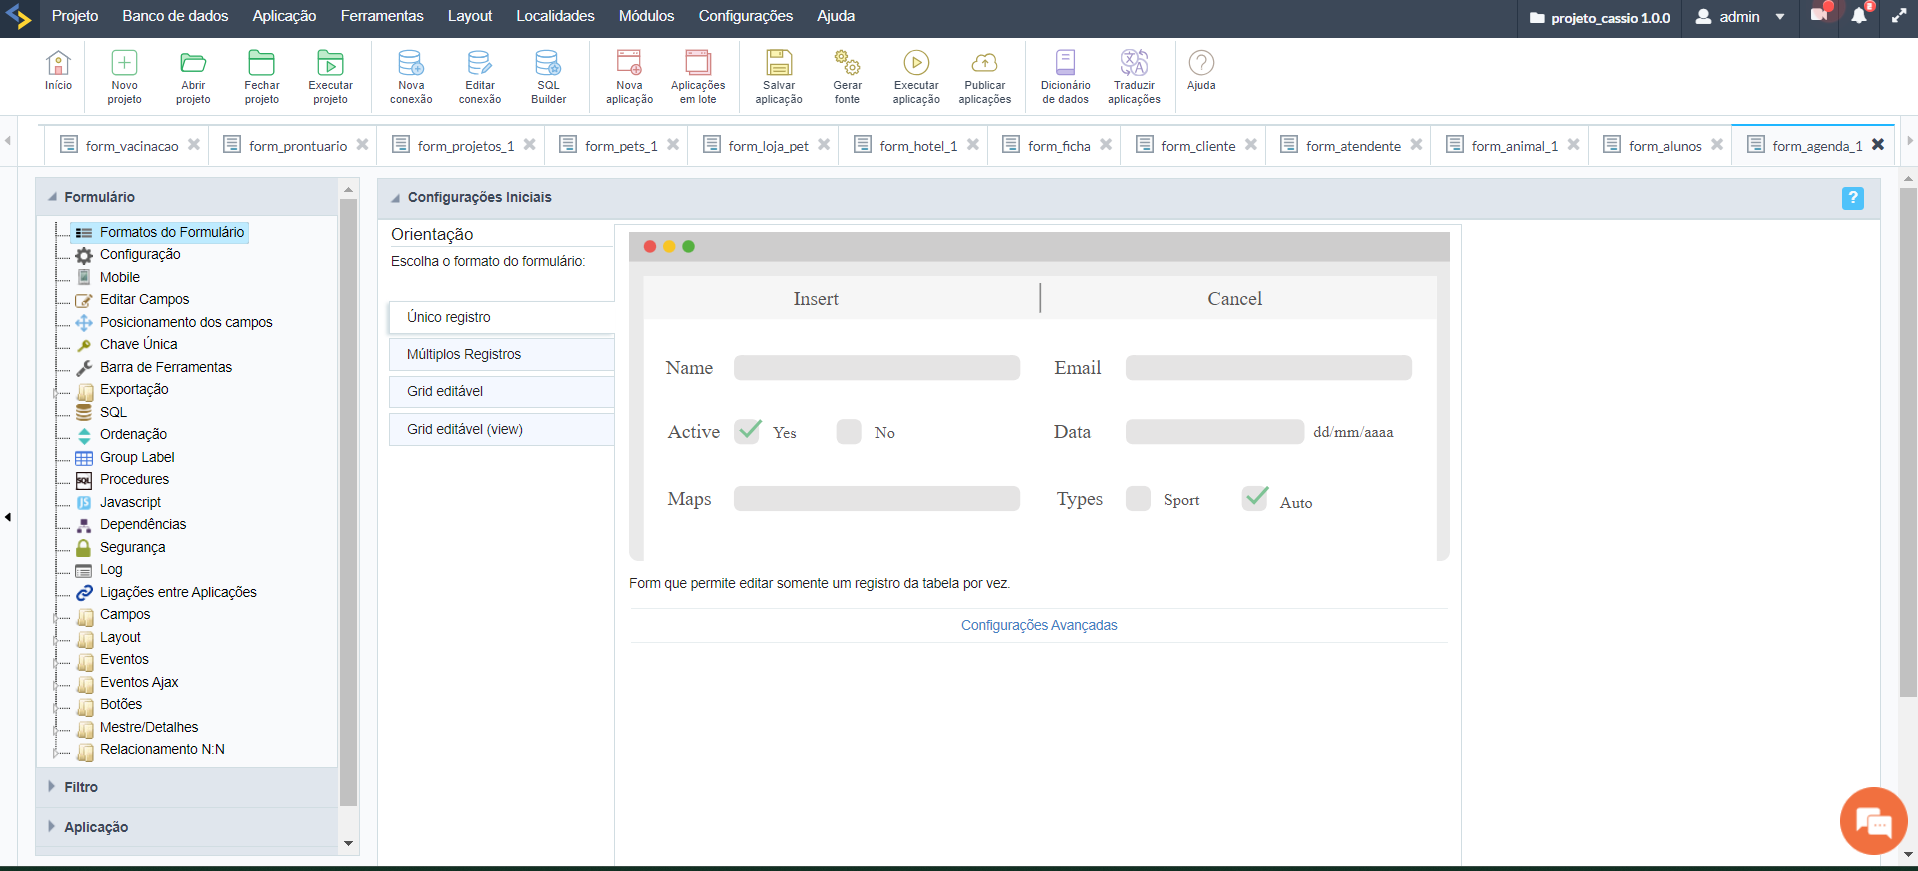 Projeto Banco de dados Aplicação Ferramentas Layout Localidades Módulos Configurações Ajuda projeto_cassio 1.0.0 admin 8
Início Novo projeto Abrir projeto Fechar projeto Executar projeto Nova conexão Editar conexão SQL Builder Nova aplicação Aplicações em lote Salvar aplicação Gerar fonte Executar aplicação Publicar aplicações Dicionário de dados Traduzir aplicações Ajuda
form_vacinacao form_prontuario form_projetos_1 form_pets_1 form_loja_pet form_hotel_1 form_ficha form_cliente form_atendente form_animal_1 form_alunos form_agenda_1
Formulário
Formatos do Formulário
Configuração
Mobile
Editar Campos
Posicionamento dos campos
Chave Única
Barra de Ferramentas
Exportação
SQL
Ordenação
Group Label
SQL Procedures
JS Javascript
Dependências
Segurança
Log
Ligações entre Aplicações
Campos
Layout
Eventos
Eventos Ajax
Botões
Mestre/Detalhes
Relacionamento N:N
Filtro
Aplicação
Configurações Iniciais ?
Orientação
Escolha o formato do formulário:
Único registro
Múltiplos Registros
Grid editável
Grid editável (view)
Insert Cancel
Name Email
Active Yes No Data dd/mm/aaaa
Maps Types Sport Auto
Form que permite editar somente um registro da tabela por vez.
Configurações Avançadas